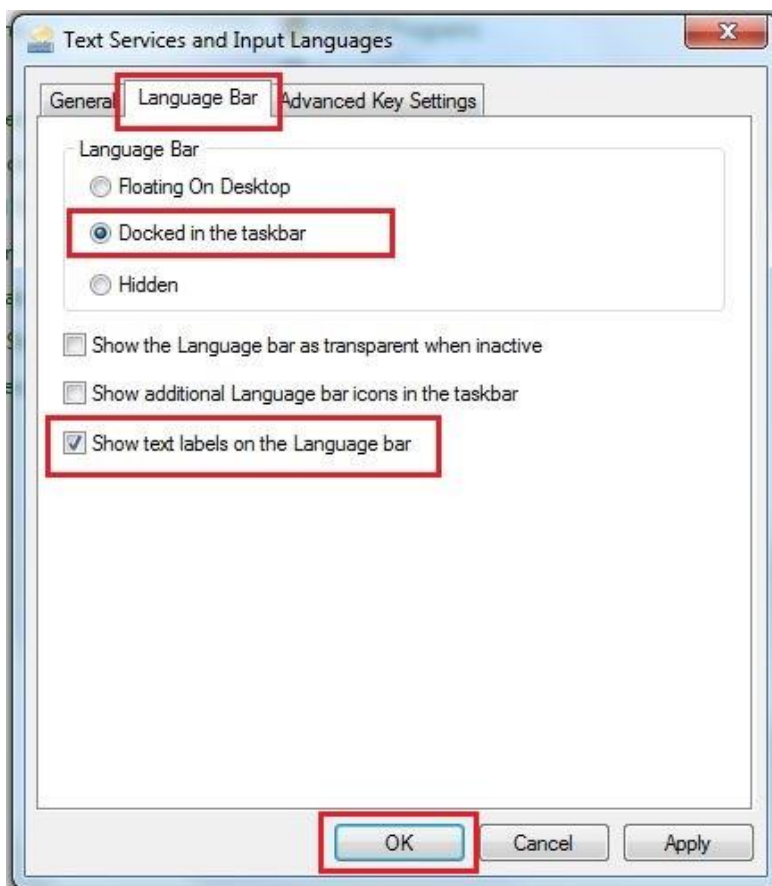 Text Services and Input Languages
X
General Language Bar Advanced Key Settings
Language Bar
Floating On Desktop
Docked in the taskbar
Hidden
Show the Language bar as transparent when inactive
Show additional Language bar icons in the taskbar
Show text labels on the Language bar
OK Cancel Apply